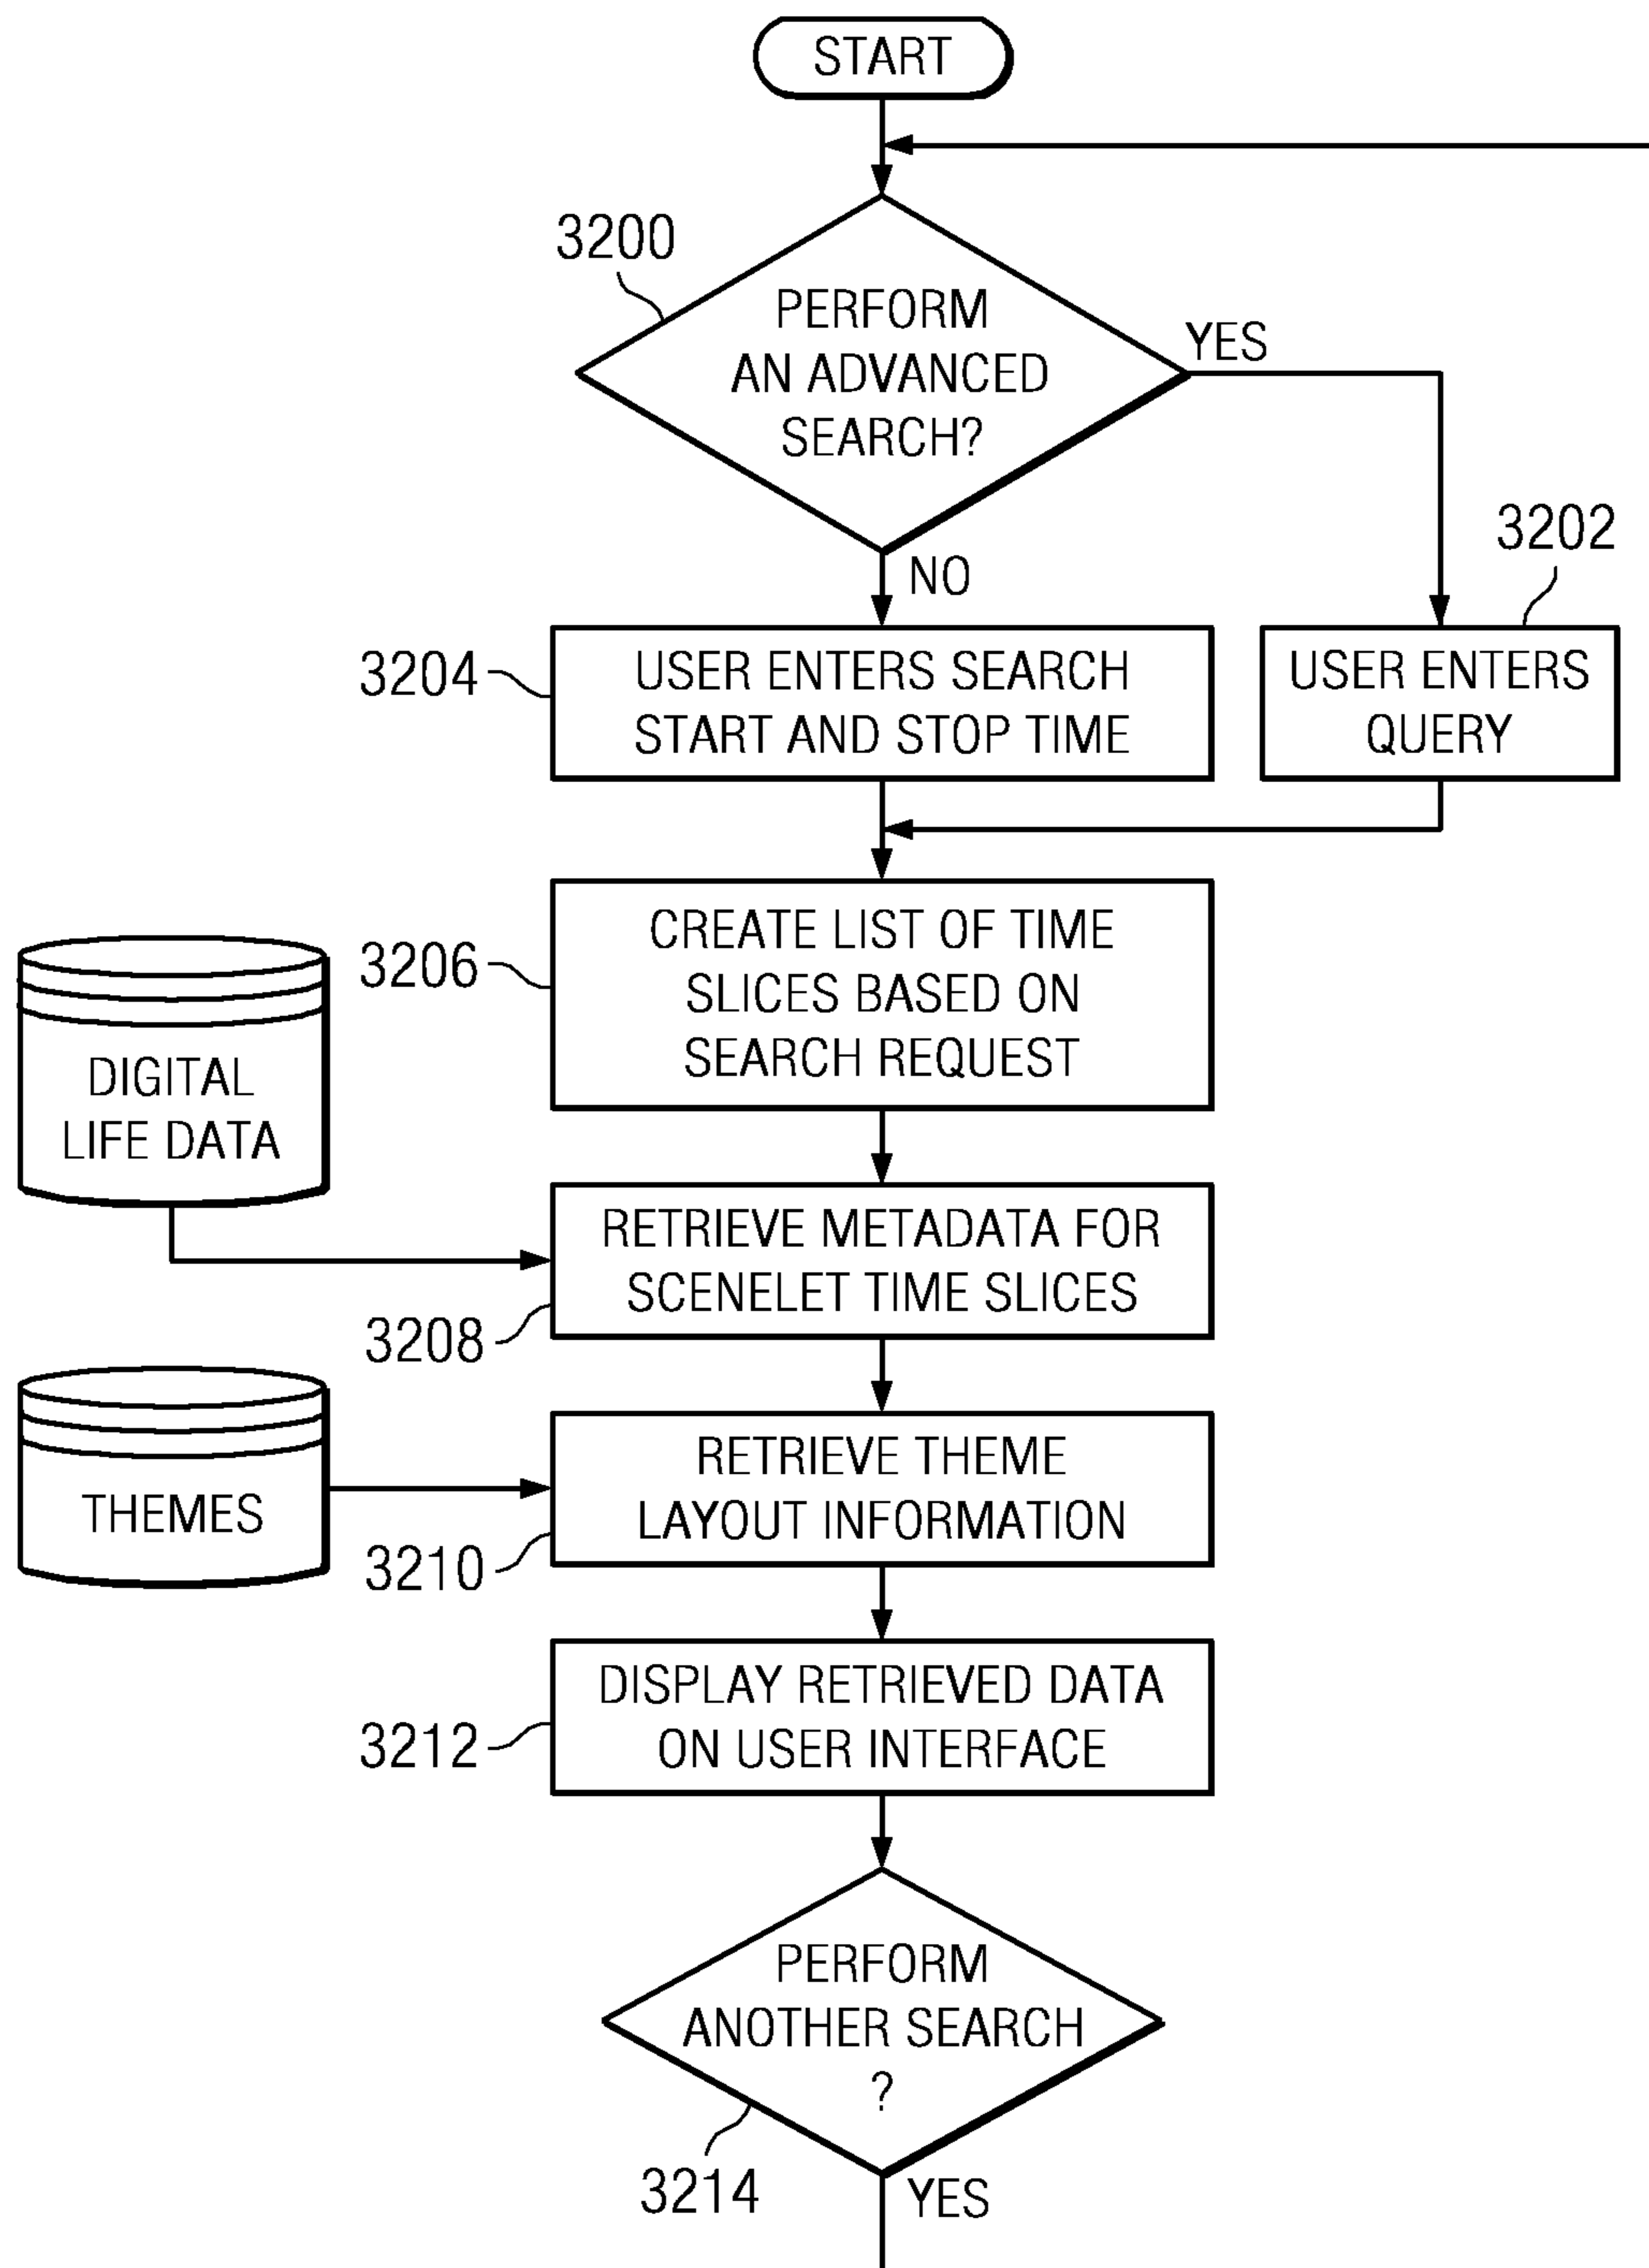 START
3200
PERFORM
AN ADVANCED
SEARCH?
YES
NO
3202
3204
USER ENTERS SEARCH
START AND STOP TIME
USER ENTERS
QUERY
3206
CREATE LIST OF TIME
SLICES BASED ON
SEARCH REQUEST
DIGITAL
LIFE DATA
RETRIEVE METADATA FOR
SCENELET TIME SLICES
3208
THEMES
RETRIEVE THEME
LAYOUT INFORMATION
3210
DISPLAY RETRIEVED DATA
ON USER INTERFACE
3212
PERFORM
ANOTHER SEARCH
?
3214
YES